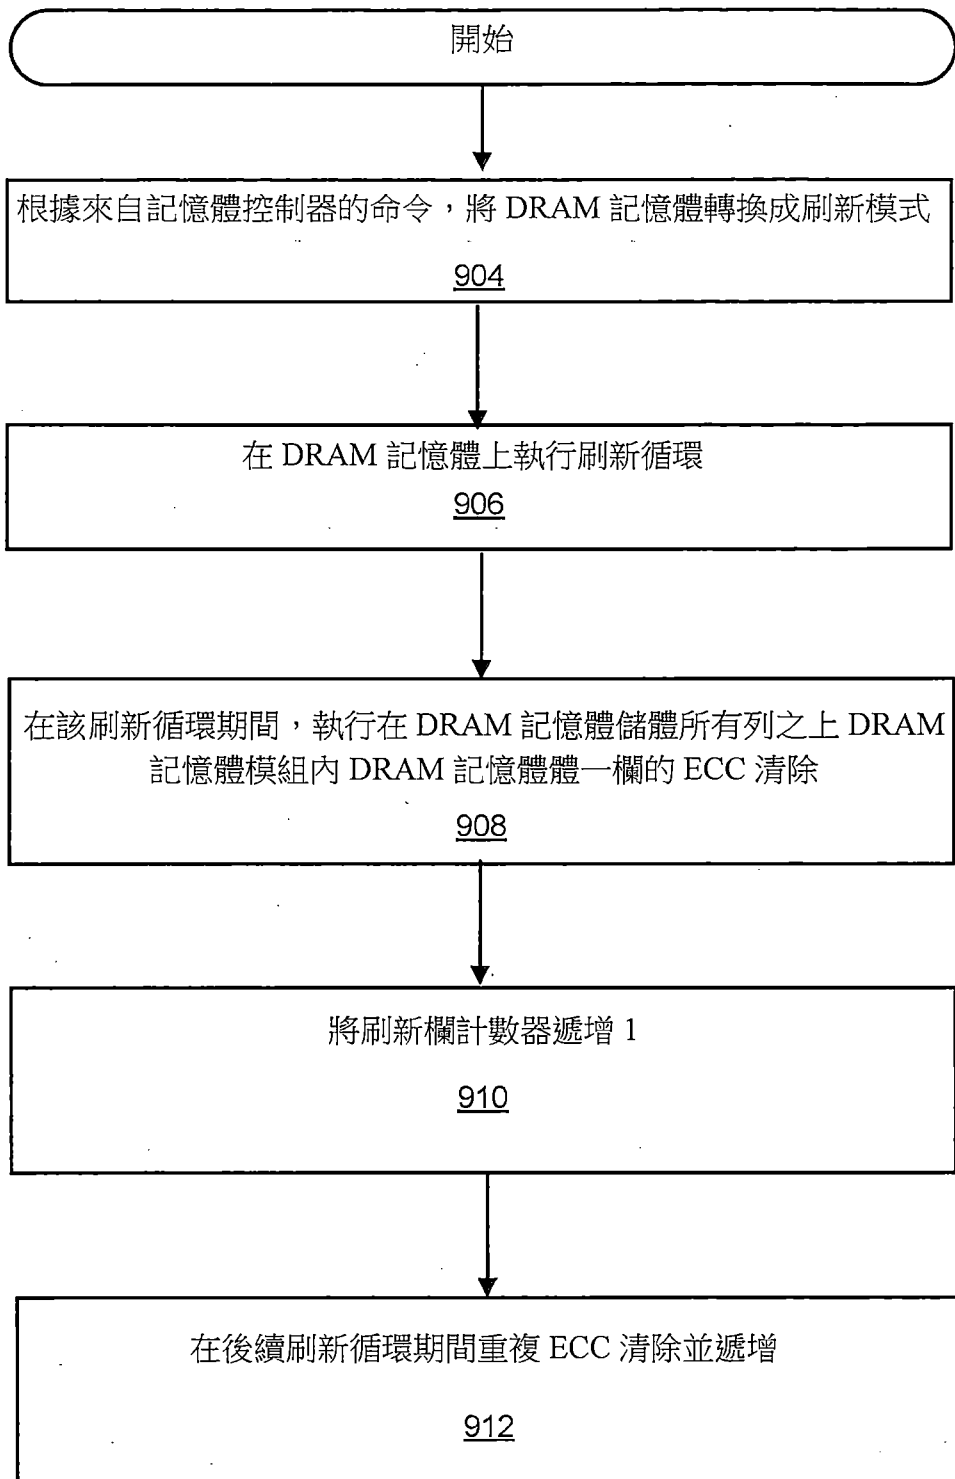 開始
根據來自記憶體控制器的命令，將 DRAM 記憶體轉換成刷新模式
904
在 DRAM 記憶體上執行刷新循環
906
在該刷新循環期間，執行在 DRAM 記憶體儲體所有列之上 DRAM
記憶體模組內 DRAM 記憶體體一欄的 ECC 清除
908
將刷新欄計數器遞增 1
910
在後續刷新循環期間重複 ECC 清除並遞增
912